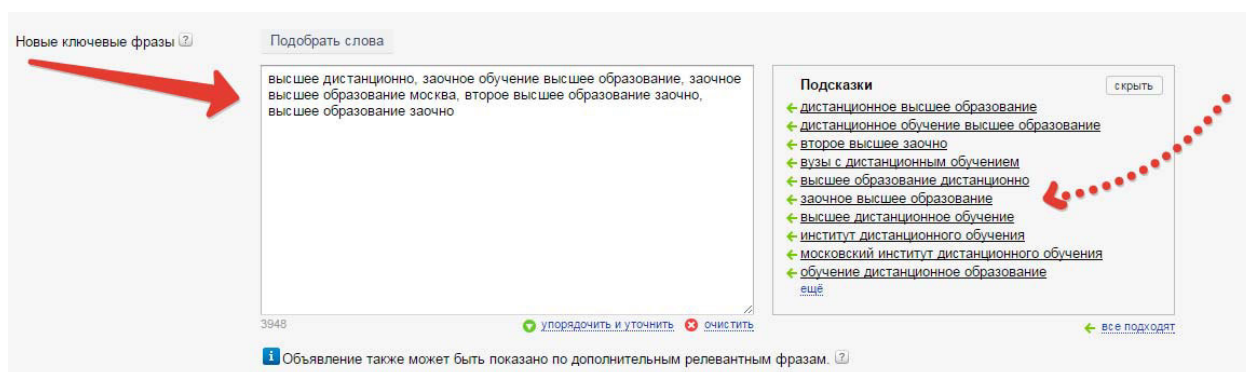 Новые ключевые фразы ?
Подобрать слова
высшее дистанционно, заочное обучение высшее образование, заочное
высшее образование москва, второе высшее образование заочно,
высшее образование заочно
3948
упорядочить и уточнить
очистить
Подсказки
скрыть
дистанционное высшее образование
дистанционное обучение высшее образование
второе высшее заочно
вузы с дистанционным обучением
высшее образование дистанционно
заочное высшее образование
высшее дистанционное обучение
институт дистанционного обучения
московский институт дистанционного обучения
обучение дистанционное образование
ещё
все подходят
i Объявление также может быть показано по дополнительным релевантным фразам. ?